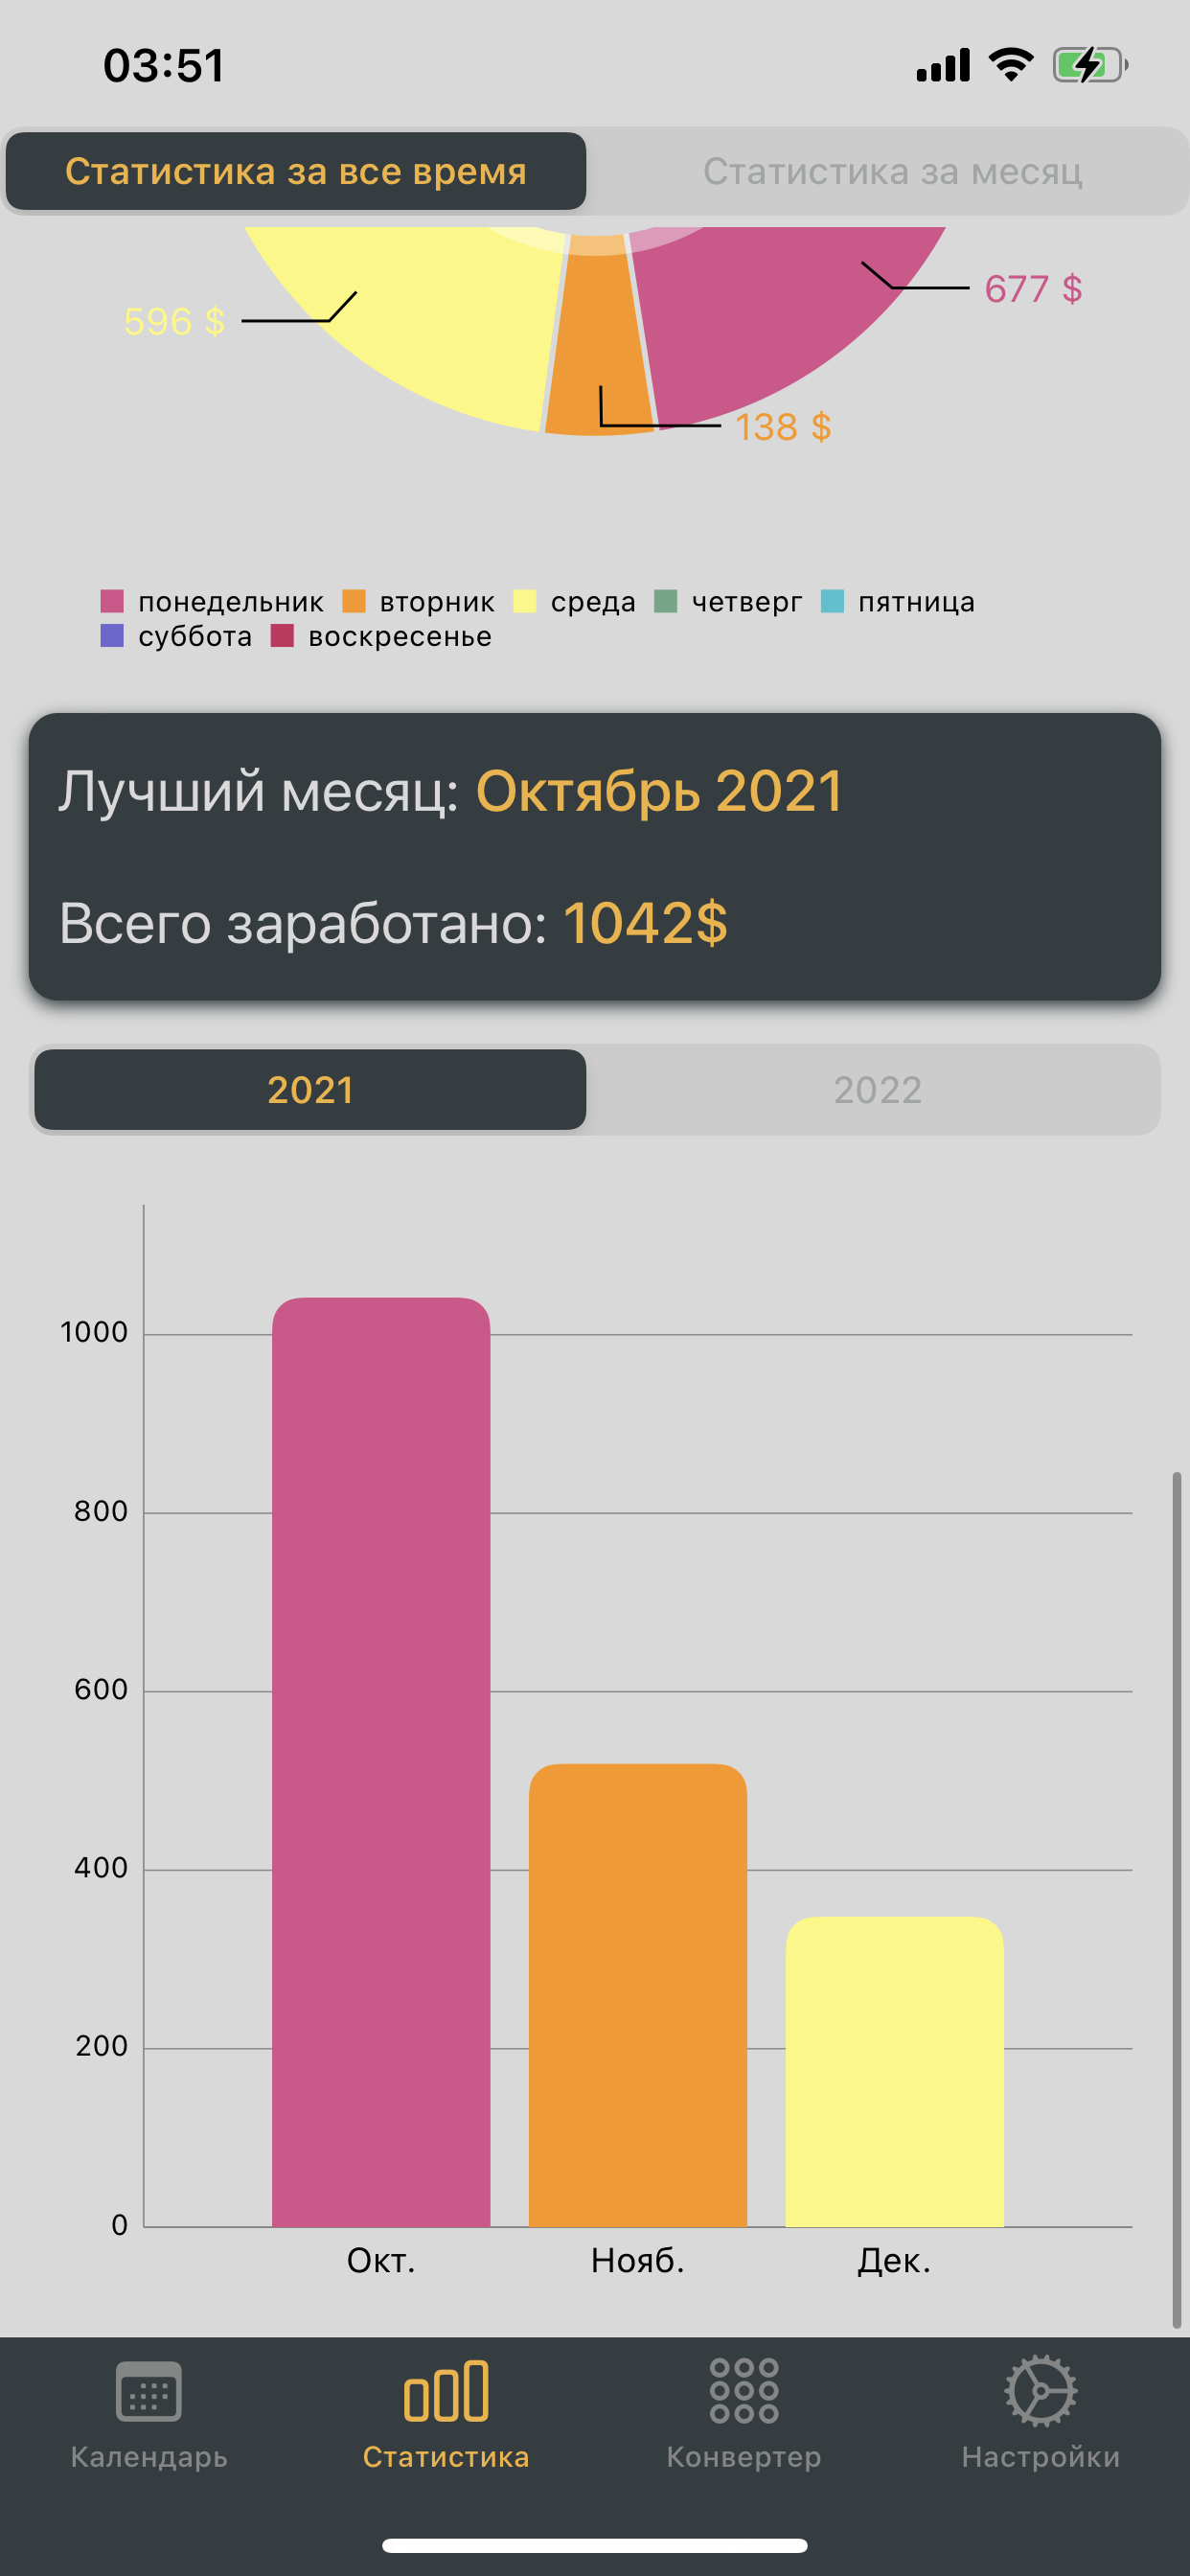 03:51
Статистика за все время Статистика за месяц
677 $
596 $
138 $
понедельник вторник среда четверг пятница
суббота воскресенье
Лучший месяц: Октябрь 2021
Всего заработано: 1042$
2021 2022
1000
800
600
400
200
0
Окт. Нояб. Дек.
Календарь Статистика Конвертер Настройки